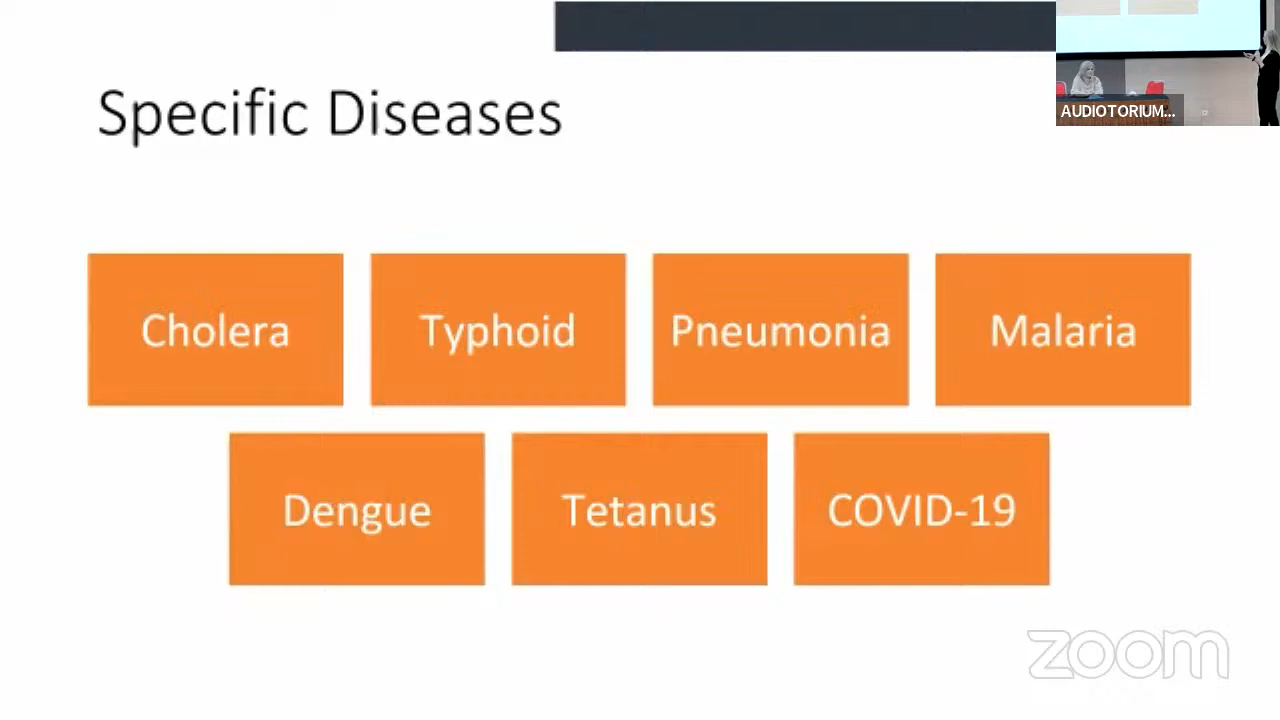 AUDIOTORIUM...
Specific Diseases
Cholera
Typhoid
Pneumonia
Malaria
Dengue
Tetanus
COVID-19
zoom